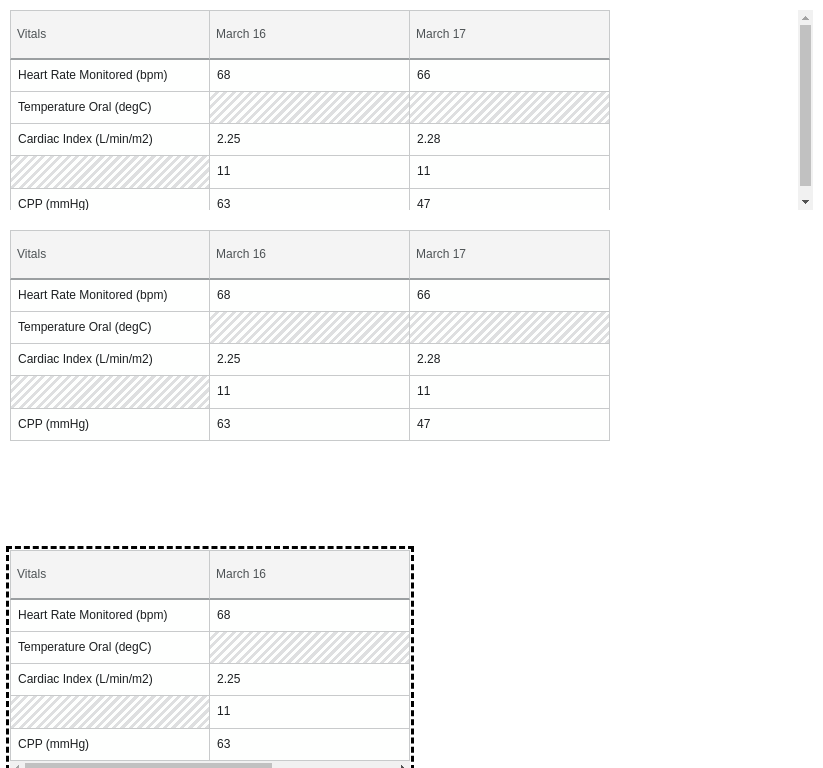 Vitals March 16 March 17
Heart Rate Monitored (bpm) 68 66
Temperature Oral (degC)
Cardiac Index (L/min/m2) 2.25 2.28
11 11
CPP (mmHg) 63 47
Vitals March 16 March 17
Heart Rate Monitored (bpm) 68 66
Temperature Oral (degC)
Cardiac Index (L/min/m2) 2.25 2.28
11 11
CPP (mmHg) 63 47
Vitals March 16
Heart Rate Monitored (bpm) 68
Temperature Oral (degC)
Cardiac Index (L/min/m2) 2.25
11
CPP (mmHg) 63